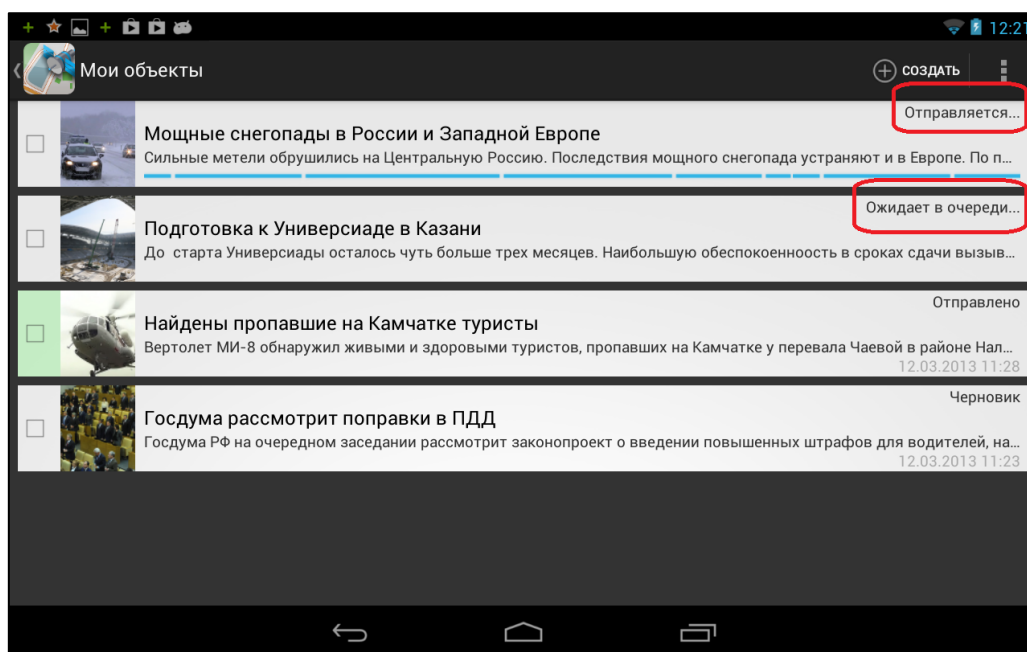 12:21
Мои объекты
СОЗДАТЬ
Отправляется...
Мощные снегопады в России и Западной Европе
Сильные метели обрушились на Центральную Россию. Последствия мощного снегопада устраняют и в Европе. По п...
Ожидает в очереди...
Подготовка к Универсиаде в Казани
До старта Универсиады осталось чуть больше трех месяцев. Наибольшую обеспокоенноость в сроках сдачи вызыв...
Отправлено
Найдены пропавшие на Камчатке туристы
Вертолет МИ-8 обнаружил живыми и здоровыми туристов, пропавших на Камчатке у перевала Чаевой в районе Нал...
12.03.2013 11:28
Черновик
Госдума рассмотрит поправки в ПДД
Госдума РФ на очередном заседании рассмотрит законопроект о введении повышенных штрафов для водителей, на...
12.03.2013 11:23